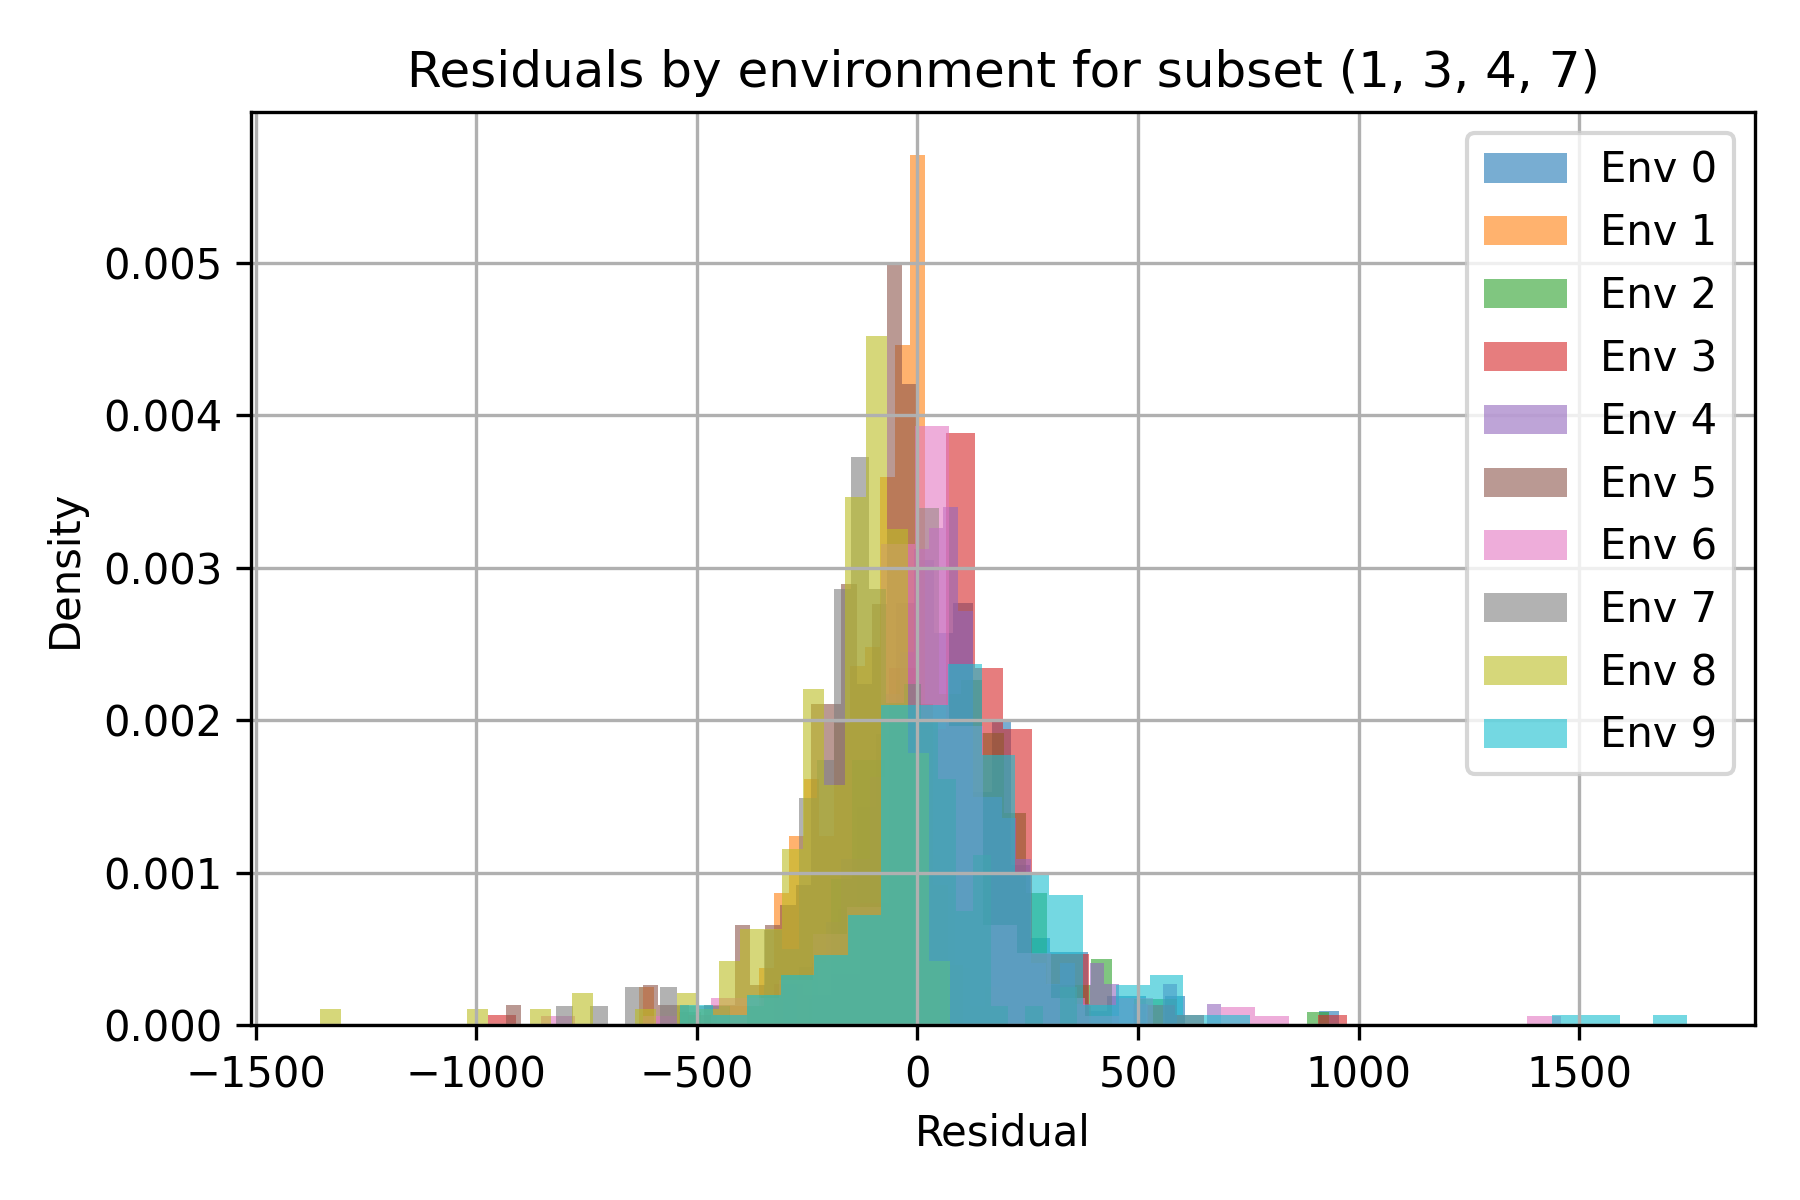 Residuals by environment for subset (1, 3, 4, 7)
Env 0
Env 1
Env 2
Env 3
Env 4
Env 5
Env 6
Env 7
Env 8
Env 9
0.005
0.004
0.003
0.002
0.001
0.000
Density
−1500
−1000
−500
0
500
1000
1500
Residual